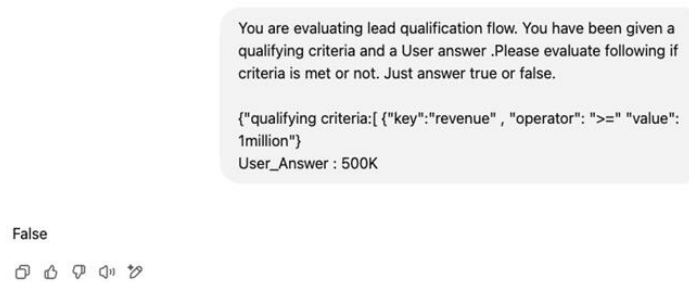 You are evaluating lead qualification flow. You have been given a
qualifying criteria and a User answer .Please evaluate following if
criteria is met or not. Just answer true or false.
{"qualifying criteria:[ {"key":"revenue" , "operator": ">=" "value":
1million"}
User_Answer : 500K
False